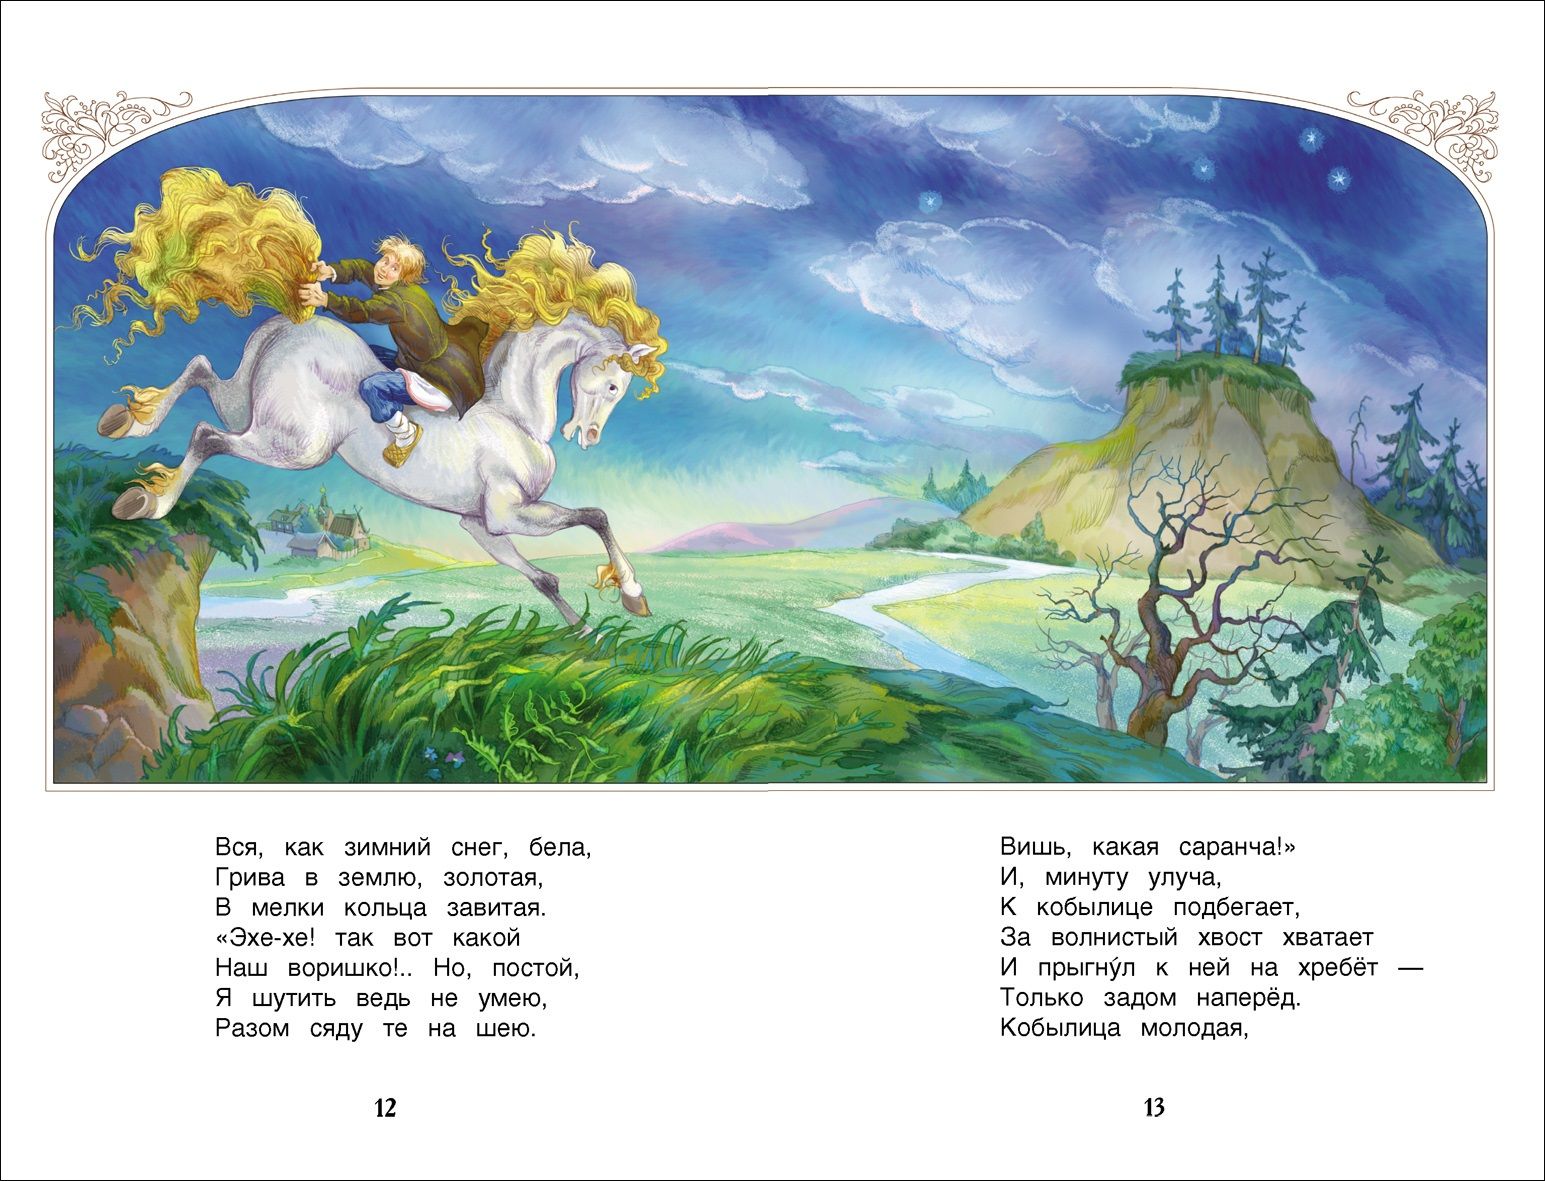 Вся, как зимний снег, бела,
Грива в землю, золотая,
В мелки кольца завитая.
«Эхе-хе! так вот какой
Наш воришко!.. Но, постой,
Я шутить ведь не умею,
Разом сяду те на шею.
12
Вишь, какая саранча!»
И, минуту улуча,
К кобылице подбегает,
За волнистый хвост хватает
И прыгну́л к ней на хребёт —
Только задом наперёд.
Кобылица молодая,
13